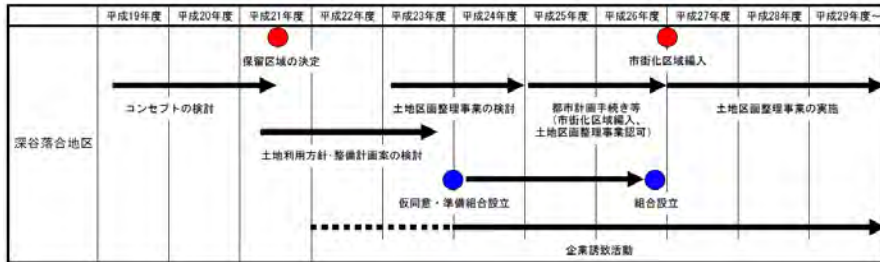 平成19年度 平成20年度 平成21年度 平成22年度 平成23年度 平成24年度 平成25年度 平成26年度 平成27年度 平成28年度 平成29年度~
保留区域の決定 市街化区域編入
コンセプトの検討 土地区画整理事業の検討 都市計画手続き等 土地区画整理事業の実施
(市街化区域編入、
土地区画整理事業認可)
深谷落合地区
土地利用方針・整備計画案の検討
仮同意・準備組合設立 組合設立
企業誘致活動